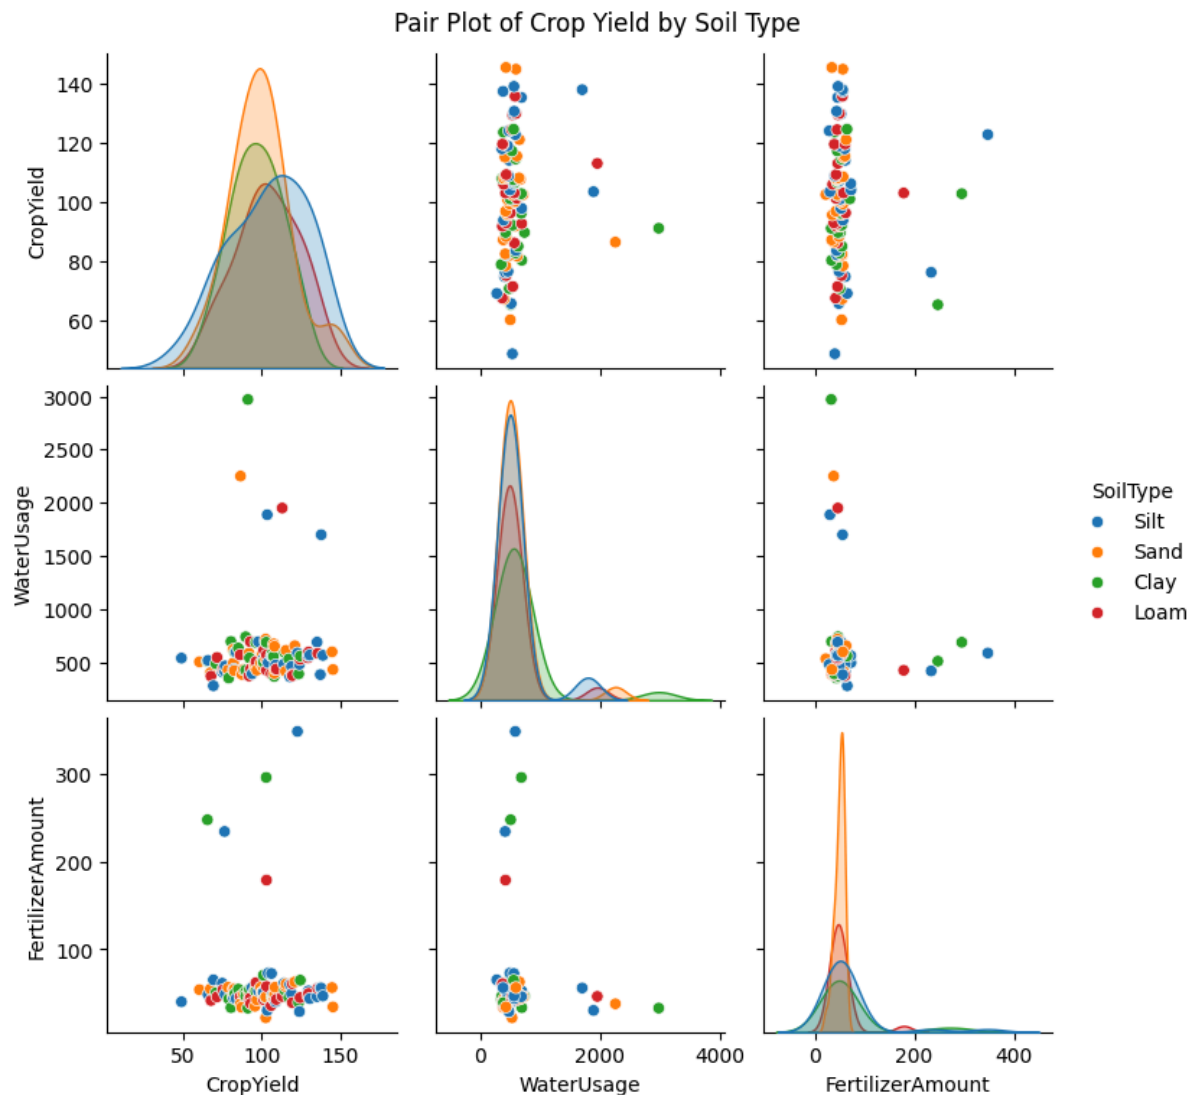 Pair Plot of Crop Yield by Soil Type
140
120
100
80
60
CropYield
3000
2500
2000
1500
1000
500
WaterUsage
SoilType
Silt
Sand
Clay
Loam
300
200
100
FertilizerAmount
50 100 150
0 2000 4000
0 200 400
CropYield
WaterUsage
FertilizerAmount